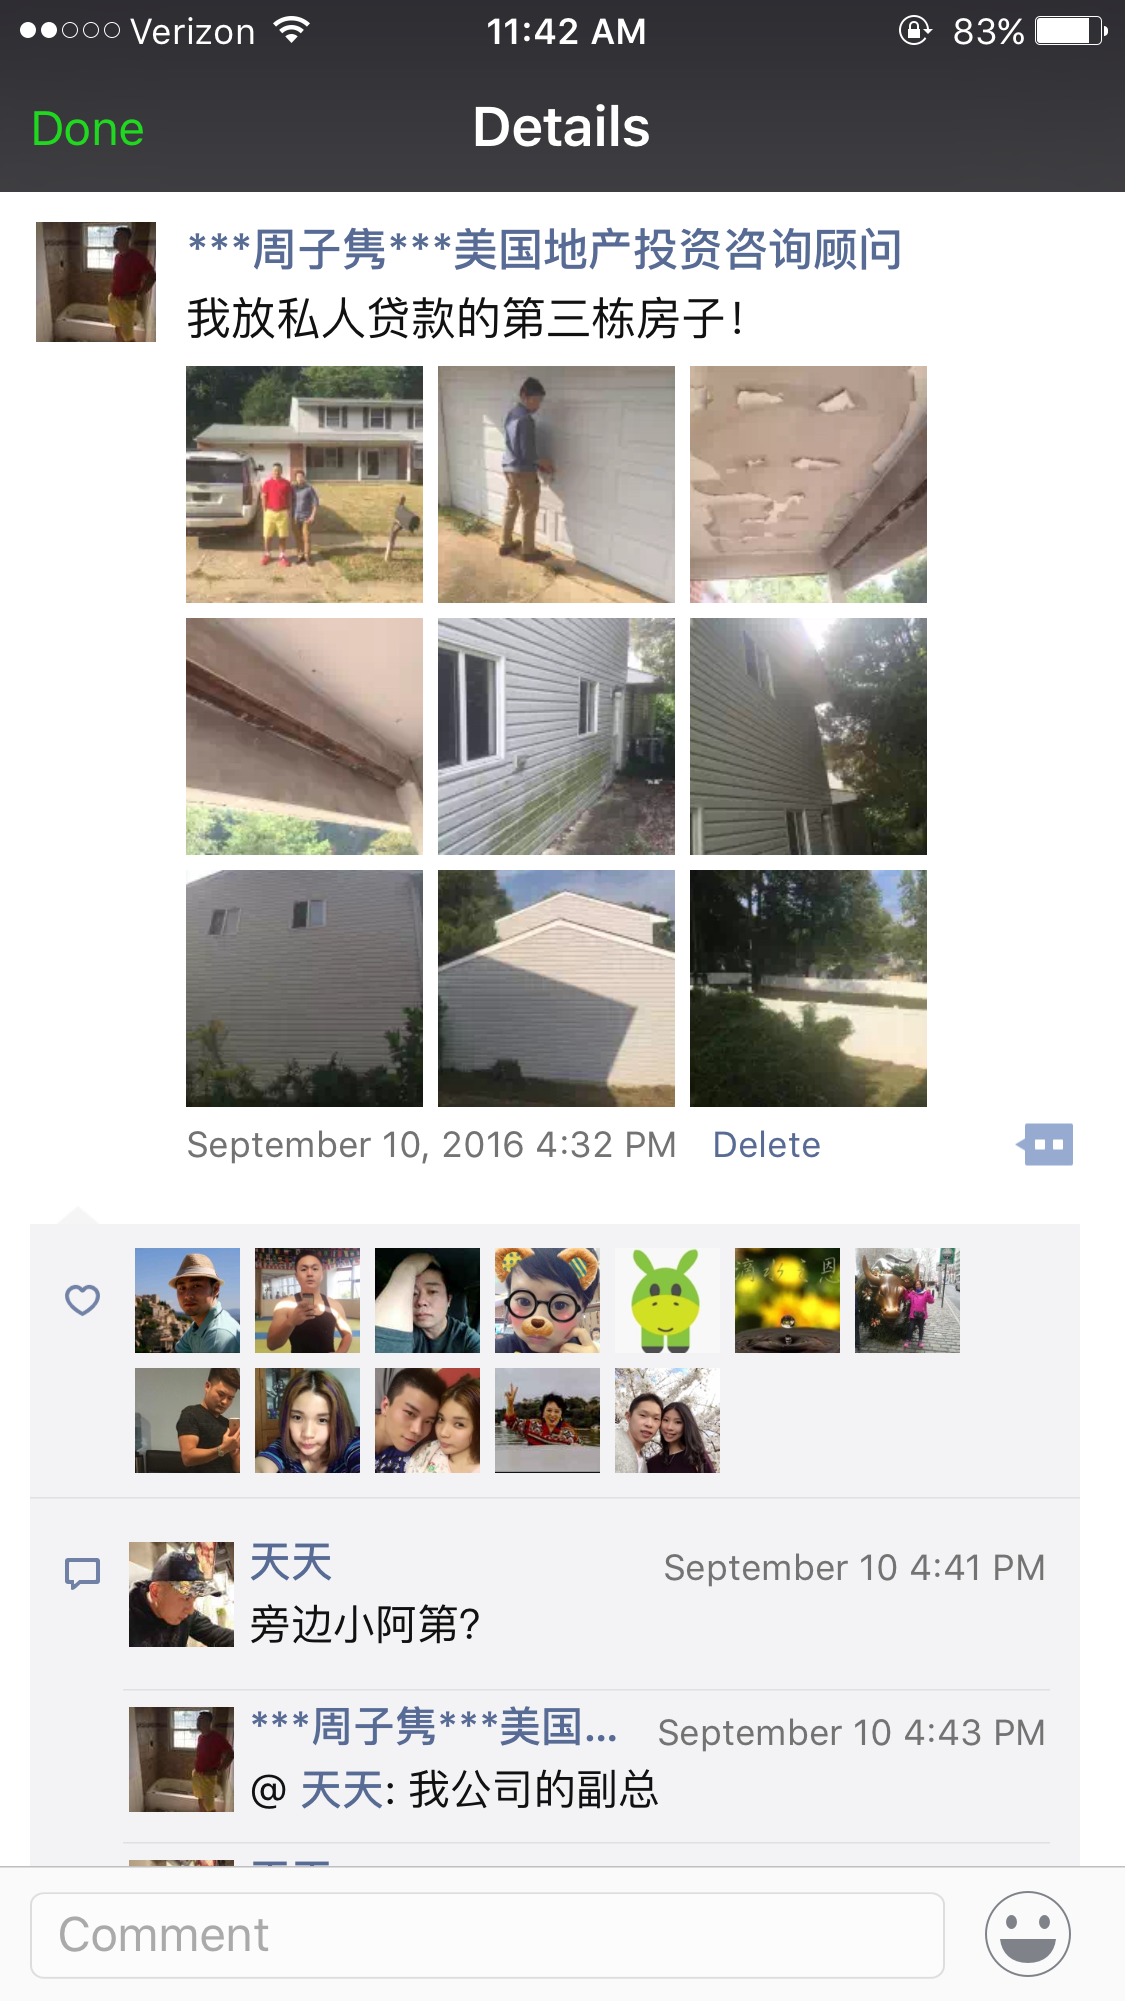 Verizon 11:42 AM 83%
Done Details
***周子隽***美国地产投资咨询顾问
我放私人贷款的第三栋房子！
September 10, 2016 4:32 PM Delete
天天 September 10 4:41 PM
旁边小阿第？
***周子隽***美国... September 10 4:43 PM
@ 天天: 我公司的副总
Comment